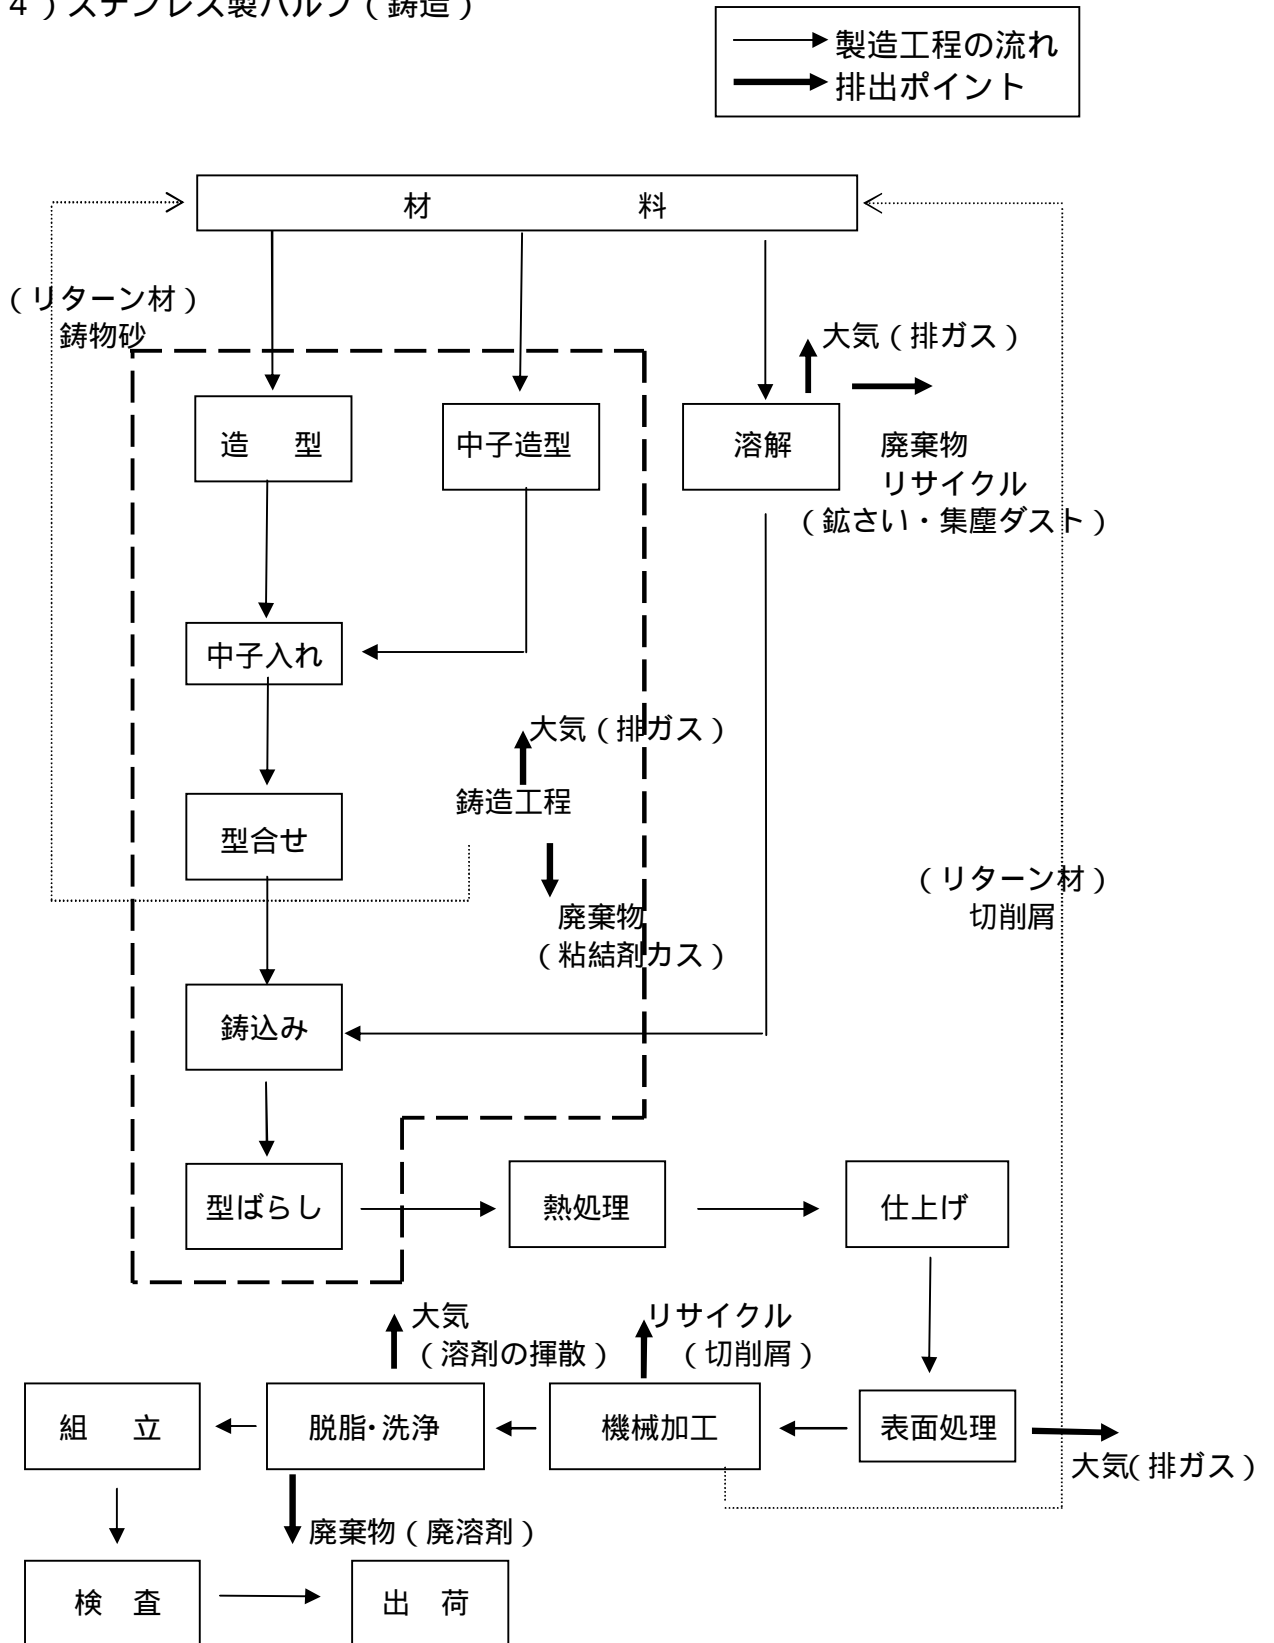 ４）ステンレス製バルブ（鋳造）
製造工程の流れ
排出ポイント
材　料
（リターン材）
鋳物砂
大気（排ガス）
造　型
中子造型
溶解
廃棄物
リサイクル
（鉱さい・集塵ダスト）
中子入れ
大気（排ガス）
鋳造工程
型合せ
（リターン材）
切削屑
廃棄物
（粘結剤カス）
鋳込み
型ばらし
熱処理
仕上げ
大気
（溶剤の揮散）
リサイクル
（切削屑）
組　立
脱脂・洗浄
機械加工
表面処理
大気（排ガス）
廃棄物（廃溶剤）
検　査
出　荷